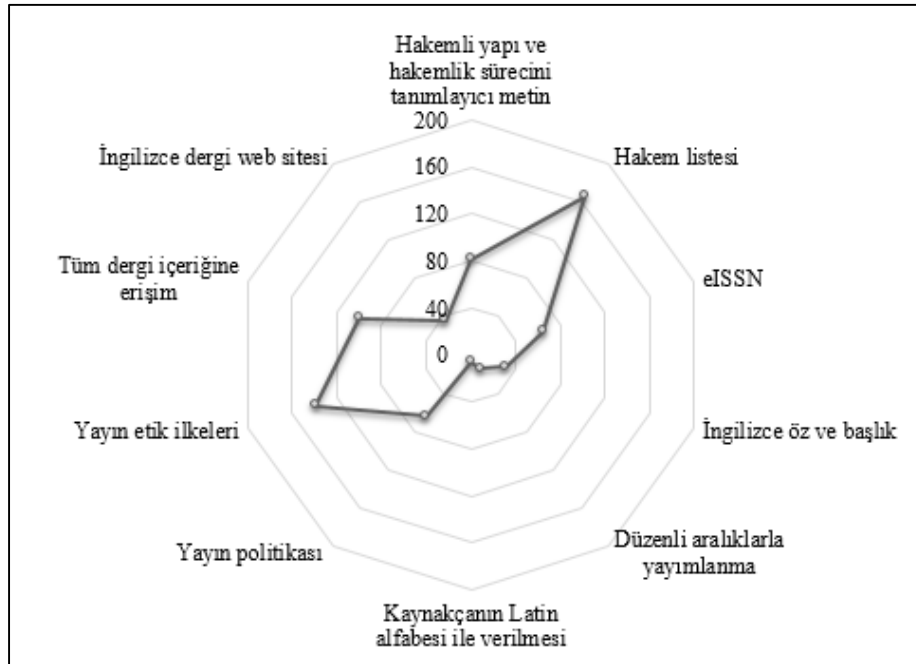 Hakemli yapı ve
hakemlik sürecini
tanımlayıcı metin
200
160
120
80
40
0
Hakem listesi
eISSN
İngilizce öz ve başlık
Düzenli aralıklarla
yayımlanma
Kaynakçanın Latin
alfabesi ile verilmesi
Yayın politikası
Yayın etik ilkeleri
Tüm dergi içeriğine
erişim
İngilizce dergi web sitesi